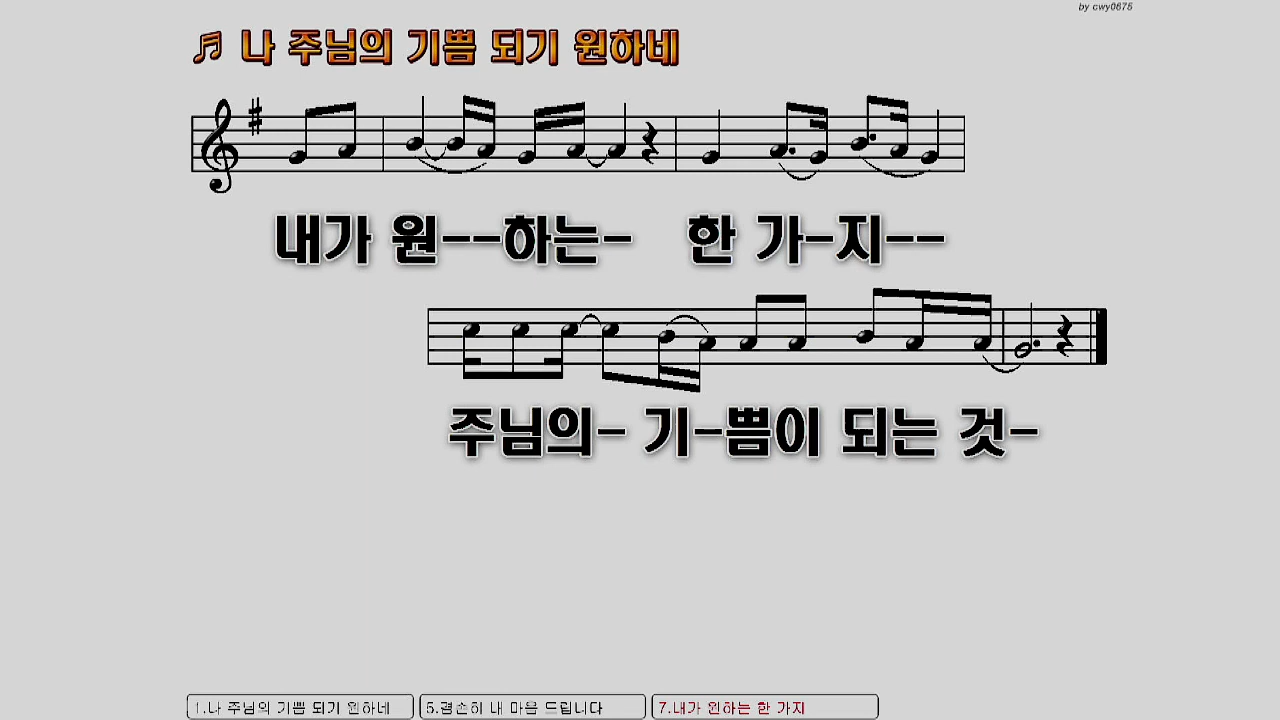 by cwy0675
♬ 나 주님의 기쁨 되기 원하네
내가 원--하는- 한 가-지--
주님의- 기-쁨이 되는 것-
1.나 주님의 기쁨 되기 원하네
5.겸손히 내 마음 드립니다
7.내가 원하는 한 가지